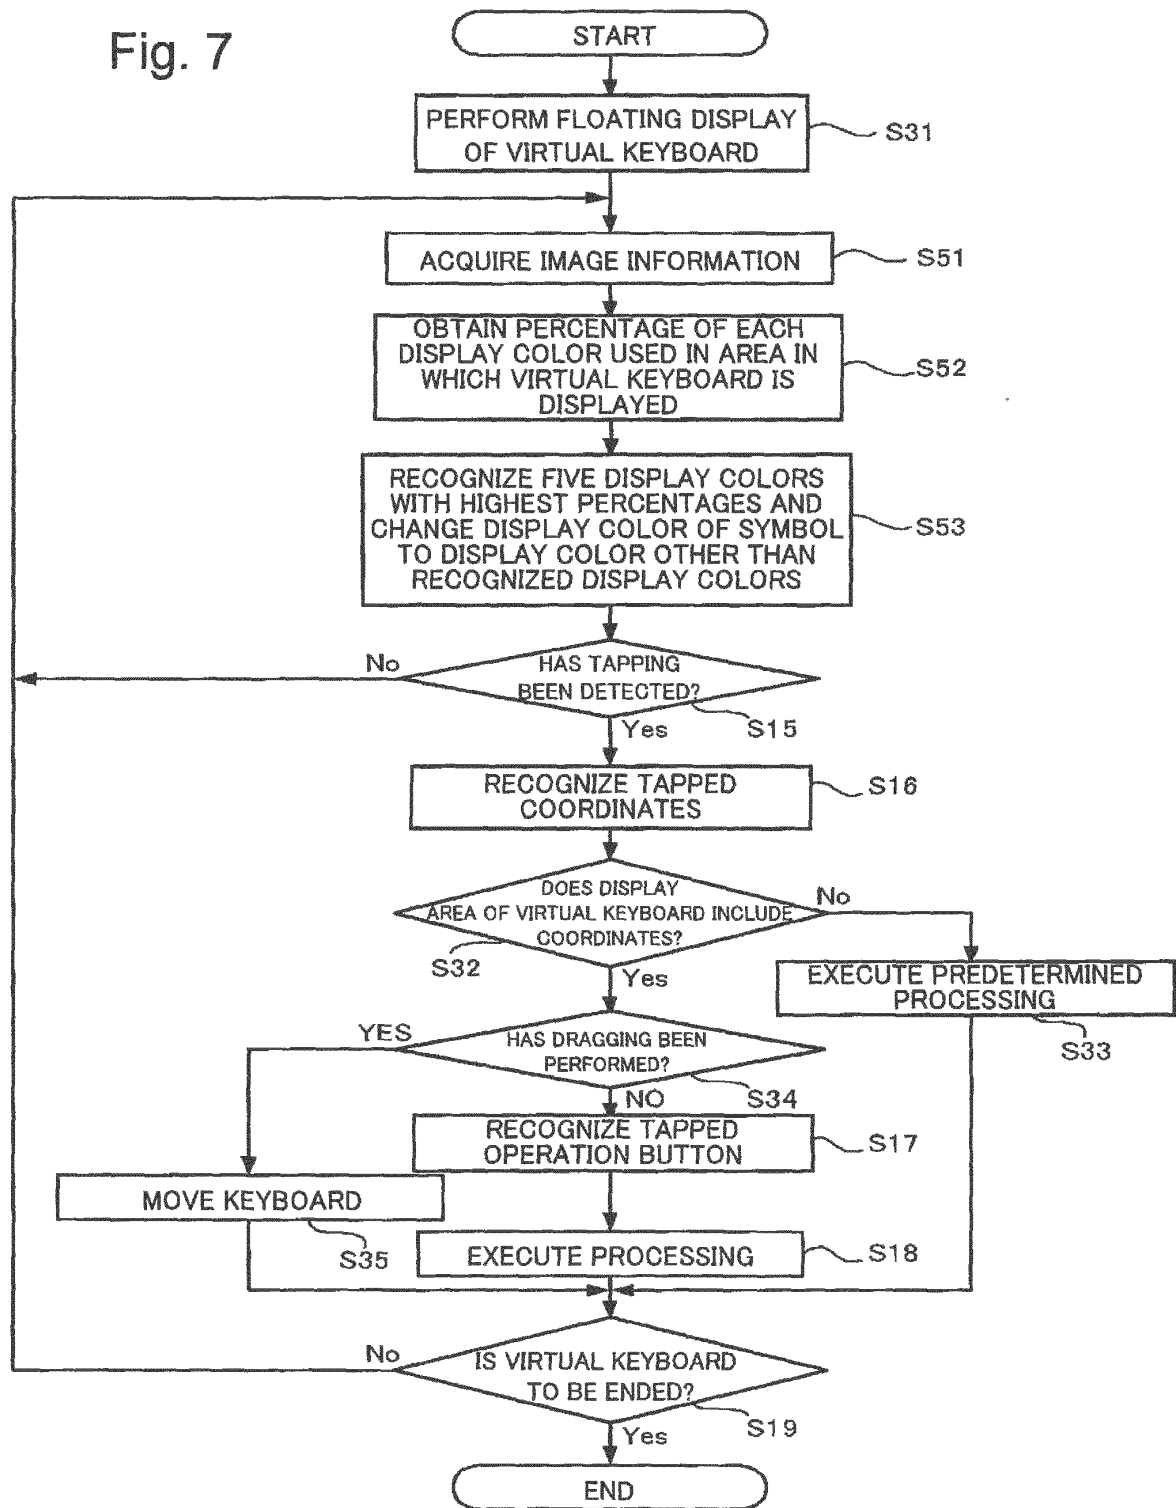 Fig. 7
START
PERFORM FLOATING DISPLAY
OF VIRTUAL KEYBOARD
S31
ACQUIRE IMAGE INFORMATION
S51
OBTAIN PERCENTAGE OF EACH
DISPLAY COLOR USED IN AREA IN
WHICH VIRTUAL KEYBOARD IS
DISPLAYED
S52
RECOGNIZE FIVE DISPLAY COLORS
WITH HIGHEST PERCENTAGES AND
CHANGE DISPLAY COLOR OF SYMBOL
TO DISPLAY COLOR OTHER THAN
RECOGNIZED DISPLAY COLORS
S53
No
HAS TAPPING
BEEN DETECTED?
S15
Yes
RECOGNIZE TAPPED
COORDINATES
S16
DOES DISPLAY
AREA OF VIRTUAL KEYBOARD INCLUDE
COORDINATES?
No
S32
Yes
EXECUTE PREDETERMINED
PROCESSING
S33
YES
HAS DRAGGING BEEN
PERFORMED?
S34
NO
RECOGNIZE TAPPED
OPERATION BUTTON
S17
MOVE KEYBOARD
S35
EXECUTE PROCESSING
S18
No
IS VIRTUAL KEYBOARD
TO BE ENDED?
S19
Yes
END